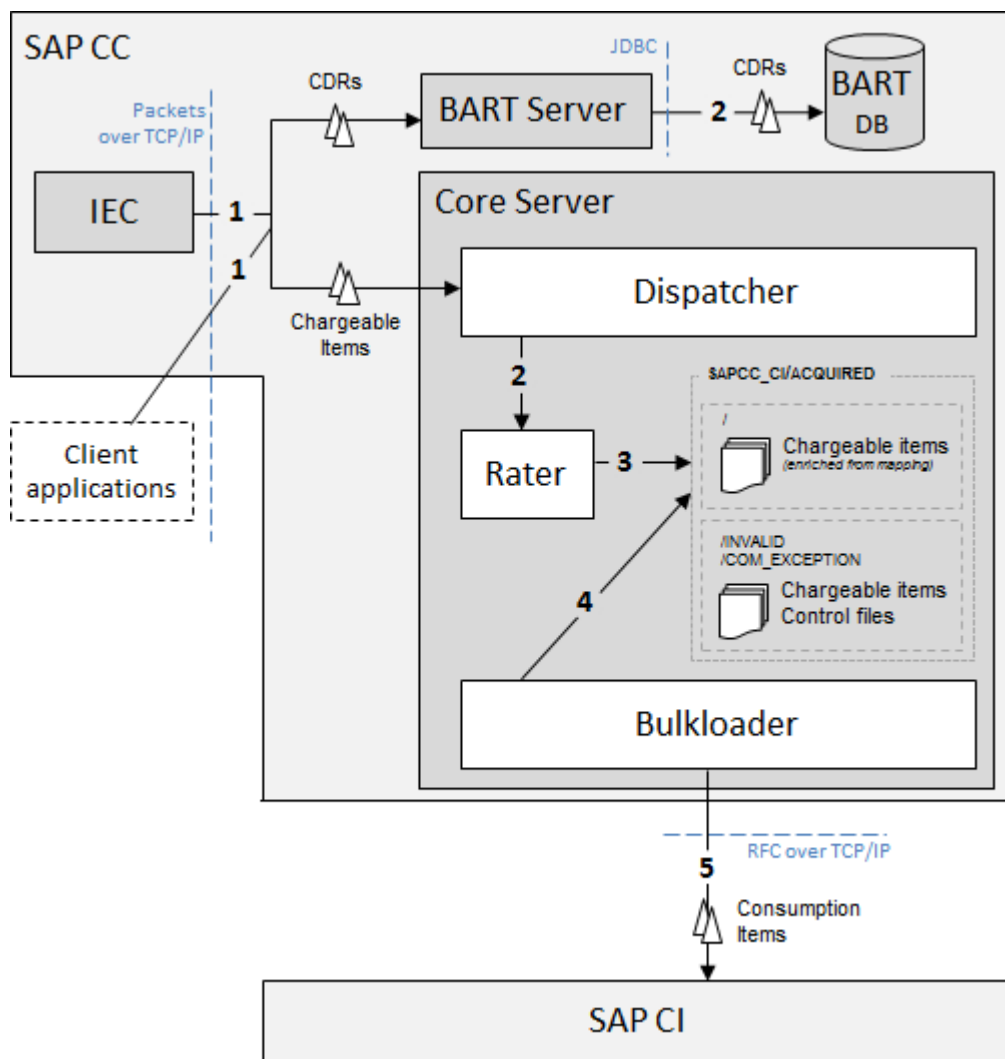 SAP CC
JDBC
CDRs
CDRs
BART Server
2
BART
DB
Packets
over TCP/IP
IEC
1
1
Core Server
Dispatcher
Chargeable
Items
2
$APCC_CI/ACQUIRED
/
Chargeable items
(enriched from mapping)
Client
applications
Rater
3
/INVALID
/COM_EXCEPTION
Chargeable items
Control files
4
Bulkloader
RFC over TCP/IP
5
Consumption
Items
SAP CI